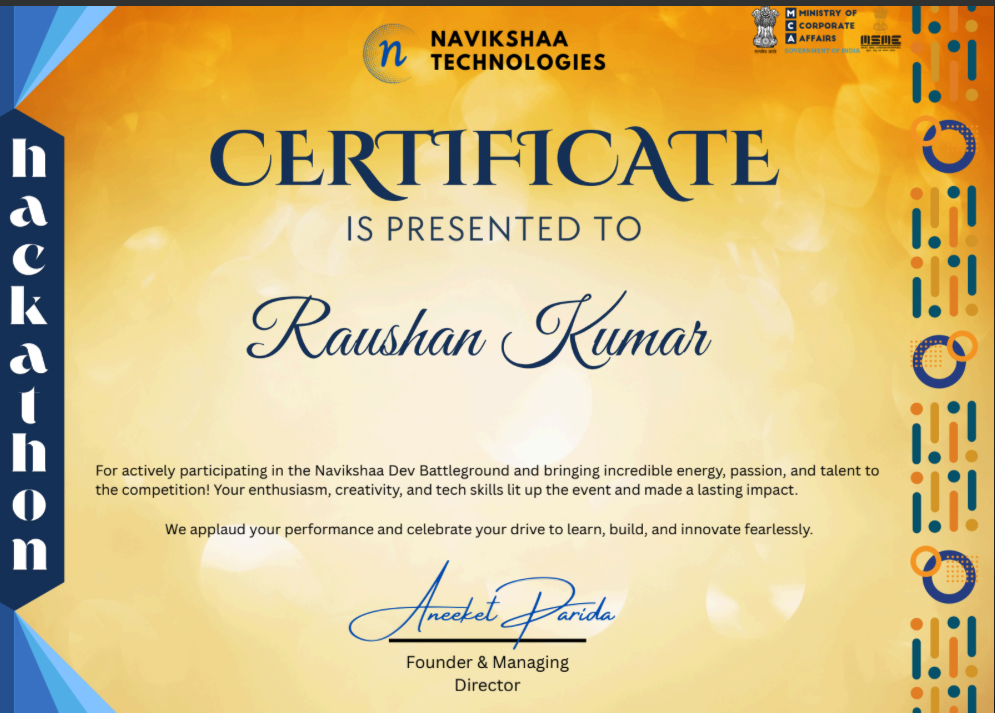 NAVIKSHAA
TECHNOLOGIES
MINISTRY OF
CORPORATE
AFFAIRS
GOVERNMENT OF INDIA
MSME
hackathon
CERTIFICATE
IS PRESENTED TO
Raushan Kumar
For actively participating in the Navikshaa Dev Battleground and bringing incredible energy, passion, and talent to
the competition! Your enthusiasm, creativity, and tech skills lit up the event and made a lasting impact.
We applaud your performance and celebrate your drive to learn, build, and innovate fearlessly.
Aneeket Parida
Founder & Managing
Director